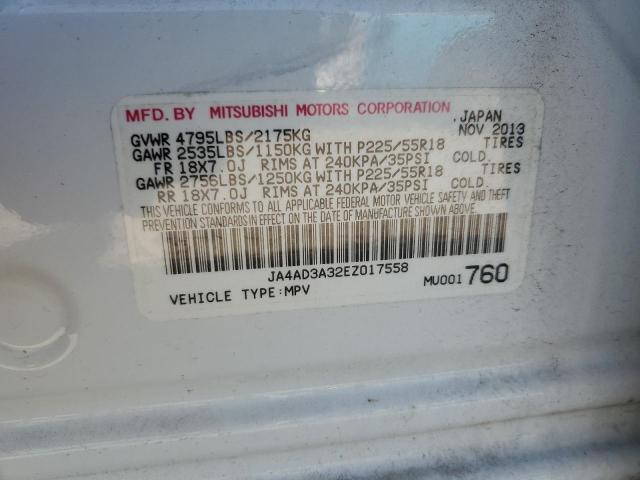 MFD. BY MITSUBISHI MOTORS CORPORATION , JAPAN
GVWR 4795LBS/2175KG NOV 2013
GAWR 2535LBS/1150KG WITH P225/55R18 TIRES
FR 18X7.0J RIMS AT 240KPA/35PSI COLD.
GAWR 2756LBS/1250KG WITH P225/55R18 TIRES
RR 18X7.0J RIMS AT 240KPA/35PSI COLD.
THIS VEHICLE CONFORMS TO ALL APPLICABLE FEDERAL MOTOR VEHICLE SAFETY AND THEFT
PREVENTION STANDARDS IN EFFECT ON THE DATE OF MANUFACTURE SHOWN ABOVE.
JA4AD3A32EZ017558
VEHICLE TYPE:MPV MU001760